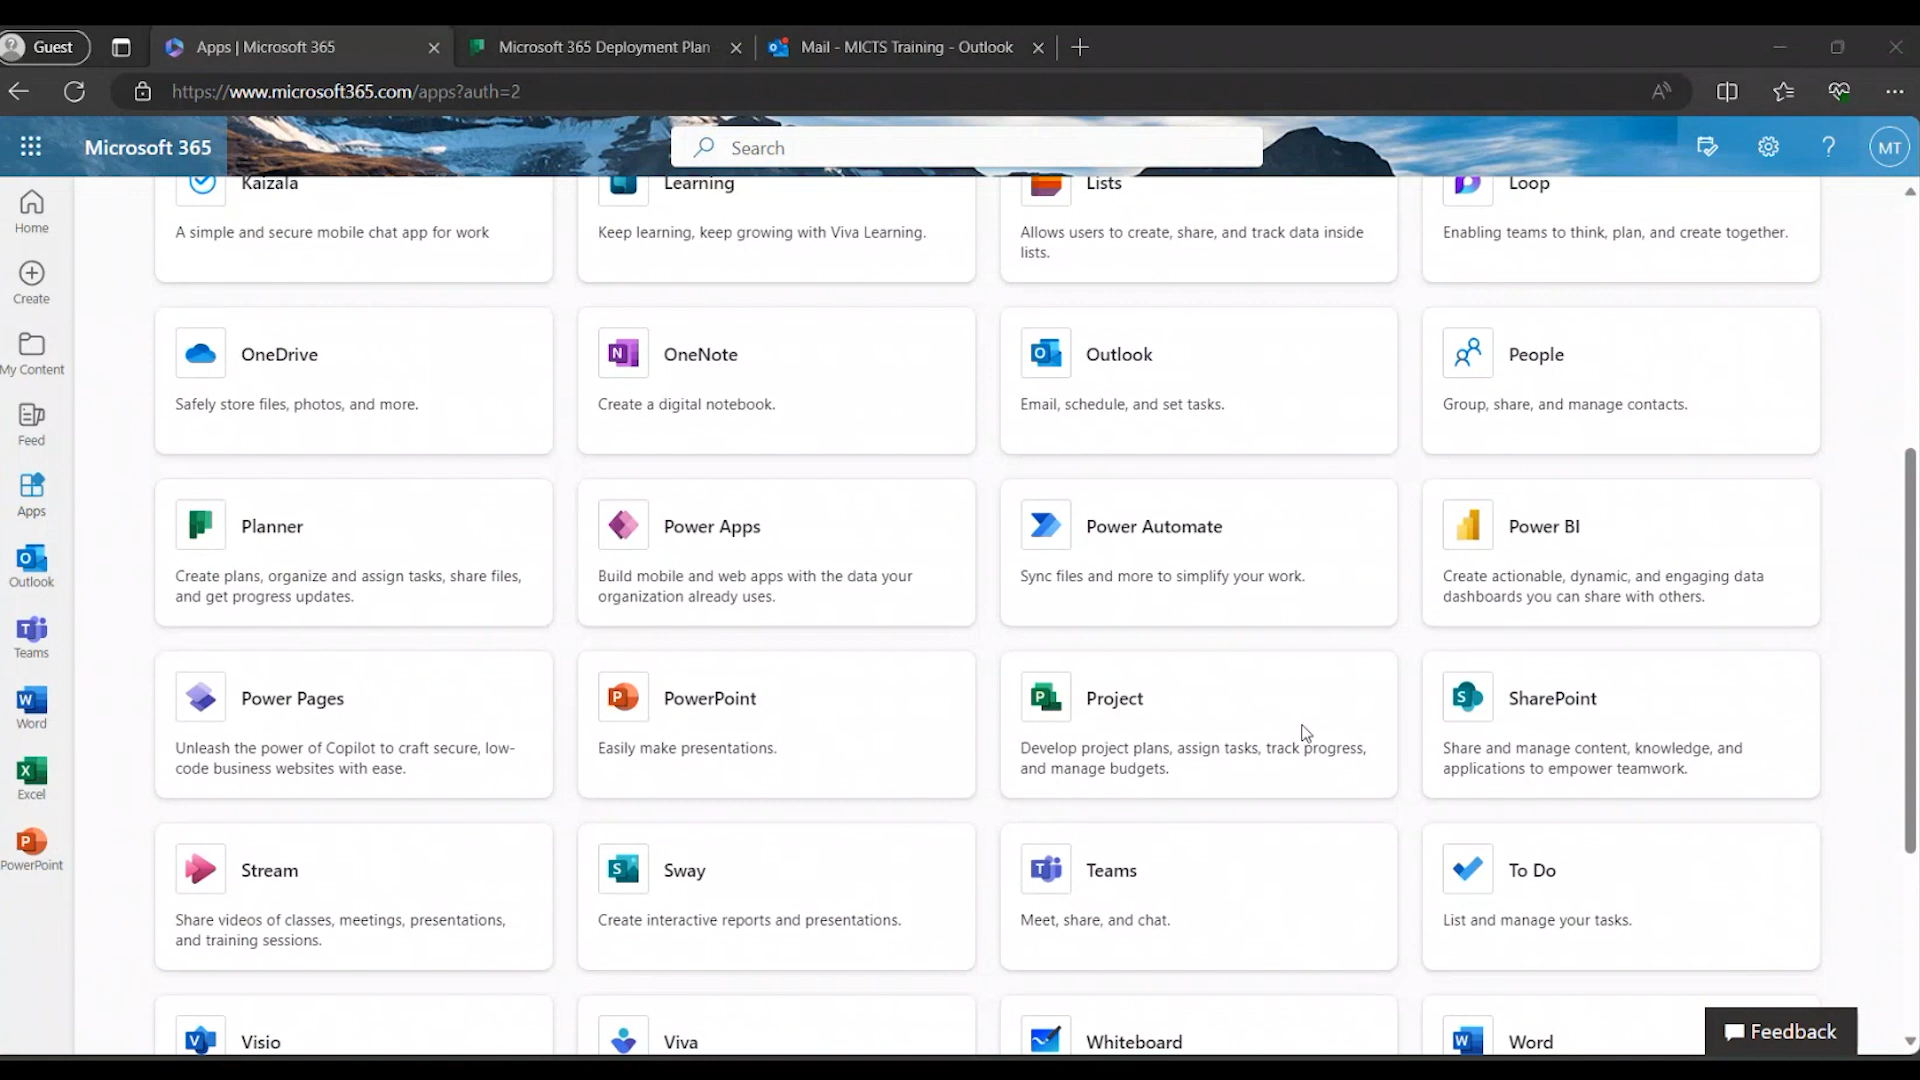 Guest
Apps | Microsoft 365
Microsoft 365 Deployment Plan
Mail - MICTS Training - Outlook
https://www.microsoft365.com/apps?auth=2
Microsoft 365
Search
MT
Home
Create
My Content
Feed
Apps
Outlook
Teams
Word
Excel
PowerPoint
Kaizala
A simple and secure mobile chat app for work
Learning
Keep learning, keep growing with Viva Learning.
Lists
Allows users to create, share, and track data inside
lists.
Loop
Enabling teams to think, plan, and create together.
OneDrive
Safely store files, photos, and more.
OneNote
Create a digital notebook.
Outlook
Email, schedule, and set tasks.
People
Group, share, and manage contacts.
Planner
Create plans, organize and assign tasks, share files,
and get progress updates.
Power Apps
Build mobile and web apps with the data your
organization already uses.
Power Automate
Sync files and more to simplify your work.
Power BI
Create actionable, dynamic, and engaging data
dashboards you can share with others.
Power Pages
Unleash the power of Copilot to craft secure, low-
code business websites with ease.
PowerPoint
Easily make presentations.
Project
Develop project plans, assign tasks, track progress,
and manage budgets.
SharePoint
Share and manage content, knowledge, and
applications to empower teamwork.
Stream
Share videos of classes, meetings, presentations,
and training sessions.
Sway
Create interactive reports and presentations.
Teams
Meet, share, and chat.
To Do
List and manage your tasks.
Visio
Viva
Whiteboard
Word
Feedback